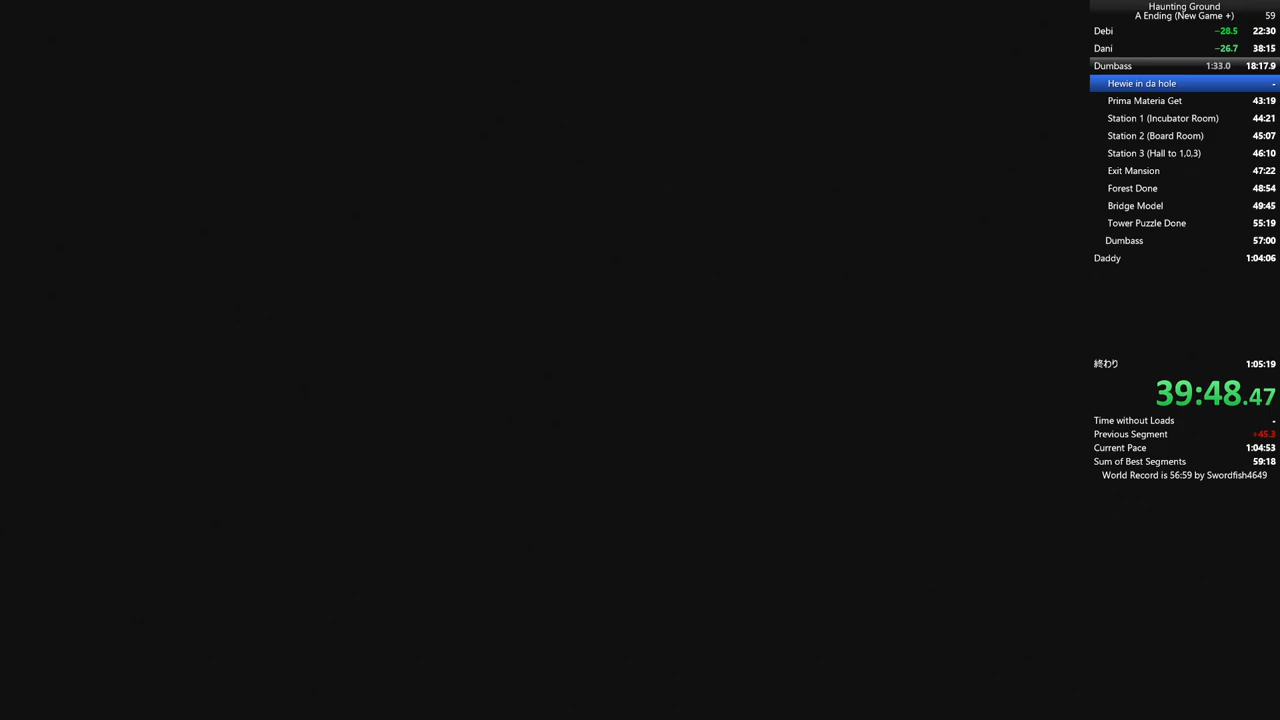 Haunting Ground
A Ending (New Game +) 59
Debi −28.5 22:30
Dani −26.7 38:15
Dumbass 1:33.0 18:17.9
Hewie in da hole -
Prima Materia Get 43:19
Station 1 (Incubator Room) 44:21
Station 2 (Board Room) 45:07
Station 3 (Hall to 1,0,3) 46:10
Exit Mansion 47:22
Forest Done 48:54
Bridge Model 49:45
Tower Puzzle Done 55:19
Dumbass 57:00
Daddy 1:04:06
終わり 1:05:19
39:48.47
Time without Loads -
Previous Segment +45.3
Current Pace 1:04:53
Sum of Best Segments 59:18
World Record is 56:59 by Swordfish4649